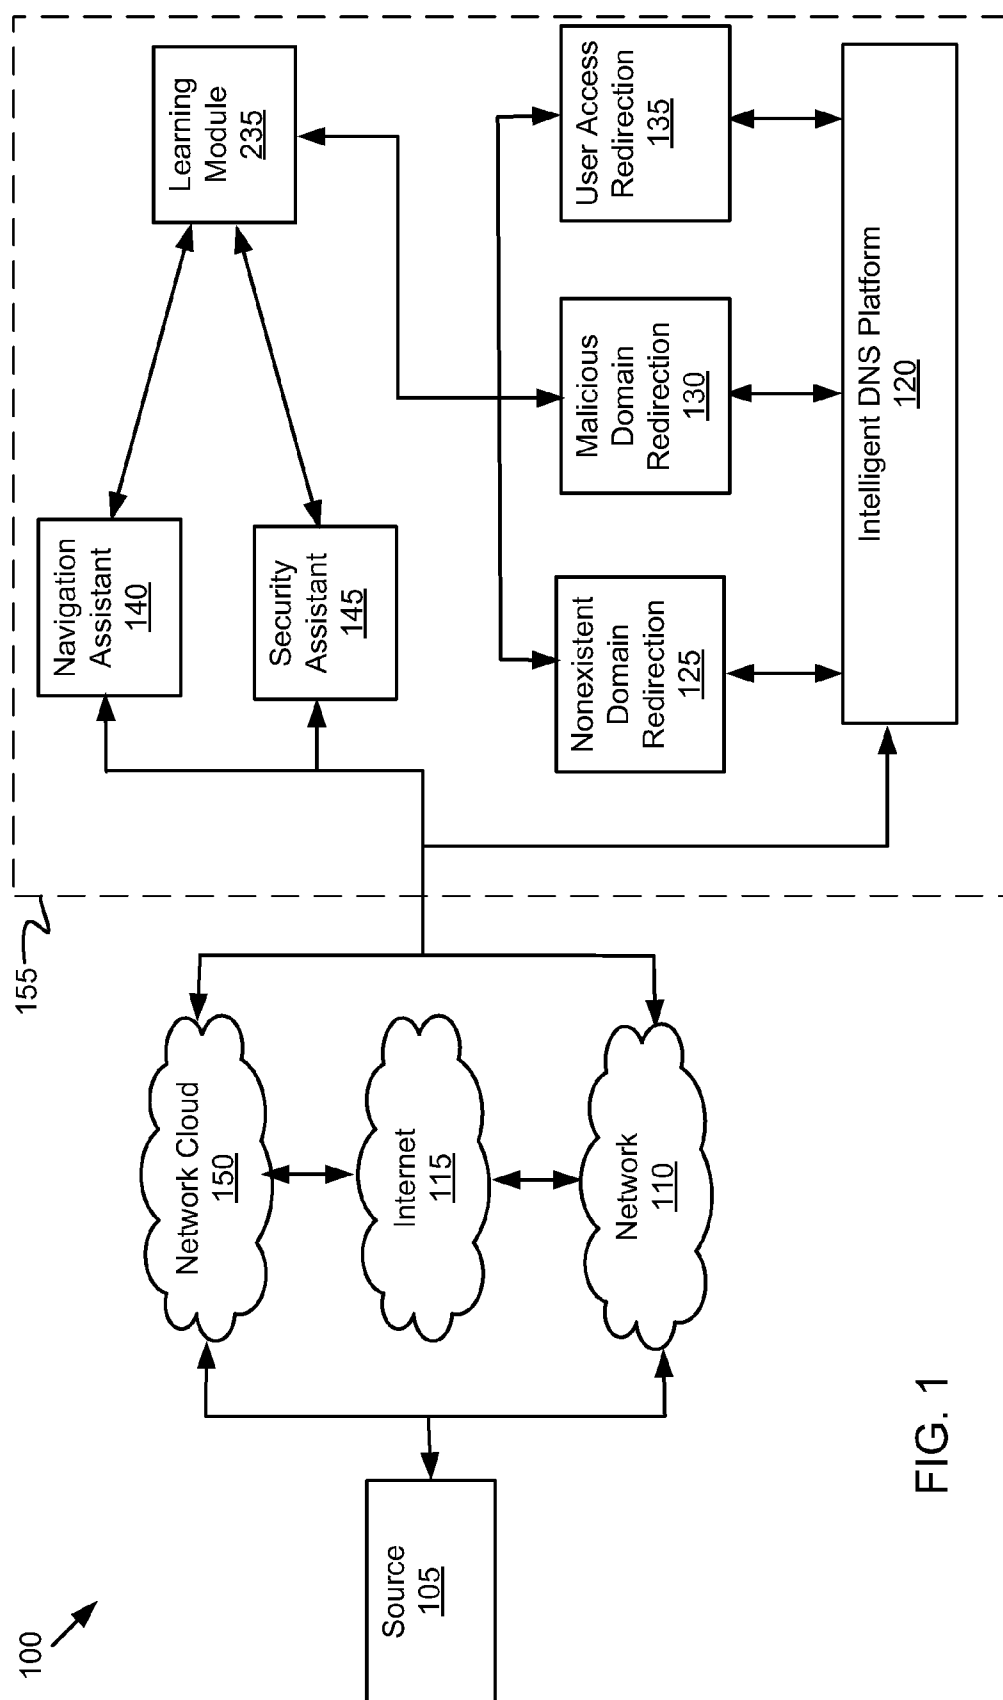 100
155
Source
105
Network Cloud
150
Internet
115
Network
110
Navigation
Assistant
140
Security
Assistant
145
Learning
Module
235
Nonexistent
Domain
Redirection
125
Malicious
Domain
Redirection
130
User Access
Redirection
135
Intelligent DNS Platform
120
FIG. 1